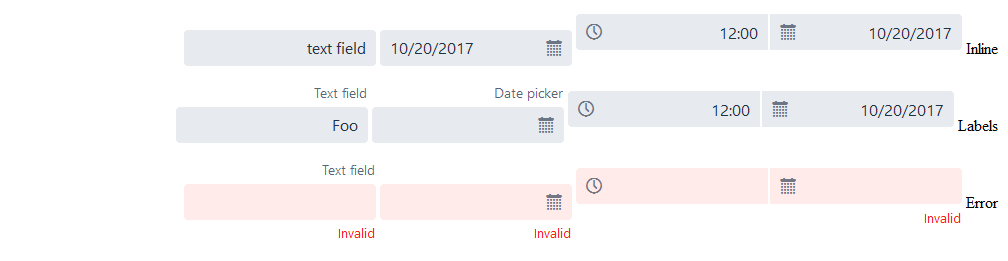 text field 10/20/2017 12:00 10/20/2017 Inline
Text field Date picker
Foo 12:00 10/20/2017 Labels
Text field
Error
Invalid Invalid Invalid